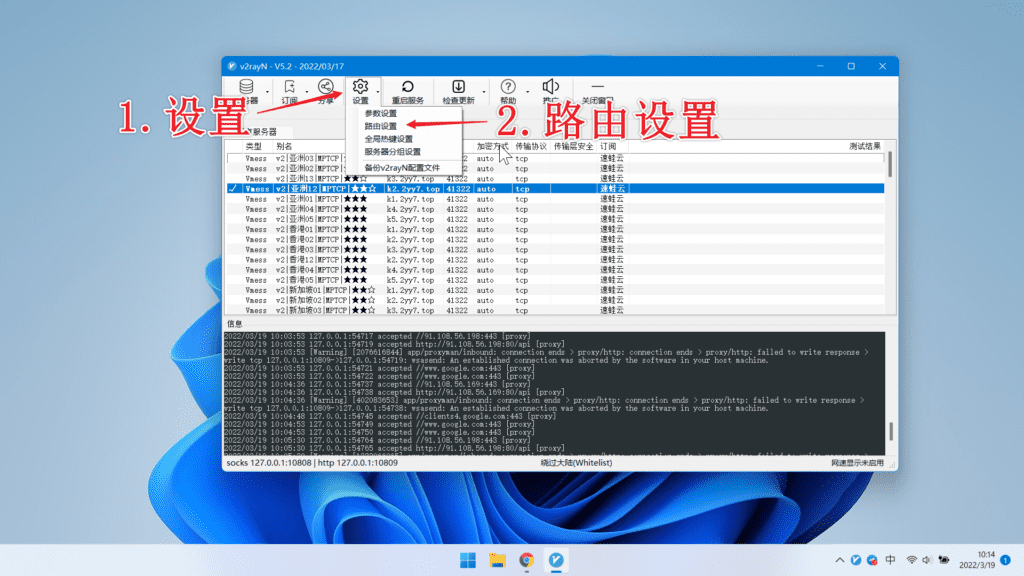 v2rayN - V5.2 - 2022/03/17
订阅 分享 设置 重启服务 检查更新 帮助 推广 关闭窗口
1. 设置
2. 路由设置
参数设置
路由设置
全局热键设置
服务器分组设置
备份v2rayN配置文件
服务器
类型 别名 加密方式 传输协议 传输层安全 订阅 测试结果
Vmess v2|亚洲03|MPTCP| auto tcp 速蛙云
Vmess v2|亚洲02|MPTCP| auto tcp 速蛙云
Vmess v2|亚洲13|MPTCP|★★☆ k3.2yy7.top 41322 auto tcp 速蛙云
✓ Vmess v2|亚洲12|MPTCP|★★☆ k2.2yy7.top 41322 auto tcp 速蛙云
Vmess v2|亚洲01|MPTCP|★★★ k1.2yy7.top 41322 auto tcp 速蛙云
Vmess v2|亚洲04|MPTCP|★★★ k4.2yy7.top 41322 auto tcp 速蛙云
Vmess v2|亚洲05|MPTCP|★★★ k5.2yy7.top 41322 auto tcp 速蛙云
Vmess v2|香港01|MPTCP|★★★ k1.2yy7.top 41322 auto tcp 速蛙云
Vmess v2|香港02|MPTCP|★★★ k2.2yy7.top 41322 auto tcp 速蛙云
Vmess v2|香港03|MPTCP|★★★ k3.2yy7.top 41322 auto tcp 速蛙云
Vmess v2|亚洲12|MPTCP|★★★ k2.2yy7.top 41322 auto tcp 速蛙云
Vmess v2|香港04|MPTCP|★★★ k4.2yy7.top 41322 auto tcp 速蛙云
Vmess v2|香港05|MPTCP|★★★ k5.2yy7.top 41322 auto tcp 速蛙云
Vmess v2|新加坡01|MPTCP|★★☆ k1.2yy7.top 41322 auto tcp 速蛙云
Vmess v2|新加坡02|MPTCP|★★☆ k2.2yy7.top 41322 auto tcp 速蛙云
Vmess v2|新加坡03|MPTCP|★★☆ k3.2yy7.top 41322 auto tcp 速蛙云
信息
2022/03/19 10:03:53 127.0.0.1:54717 accepted //91.108.56.198:443 [proxy]
2022/03/19 10:03:53 127.0.0.1:54719 accepted http://91.108.56.198:80/api [proxy]
2022/03/19 10:03:53 [Warning] [2076616844] app/proxyman/inbound: connection ends > proxy/http: connection ends > proxy/http: failed to write response >
write tcp 127.0.0.1:10809->127.0.0.1:54719: wsasend: An established connection was aborted by the software in your host machine.
2022/03/19 10:03:53 127.0.0.1:54721 accepted //www.google.com:443 [proxy]
2022/03/19 10:03:53 127.0.0.1:54722 accepted //www.google.com:443 [proxy]
2022/03/19 10:04:36 127.0.0.1:54737 accepted //91.108.56.169:443 [proxy]
2022/03/19 10:04:36 127.0.0.1:54738 accepted http://91.108.56.169:80/api [proxy]
2022/03/19 10:04:36 [Warning] [402083653] app/proxyman/inbound: connection ends > proxy/http: connection ends > proxy/http: failed to write response >
write tcp 127.0.0.1:10809->127.0.0.1:54738: wsasend: An established connection was aborted by the software in your host machine.
2022/03/19 10:04:48 127.0.0.1:54745 accepted //clients4.google.com:443 [proxy]
2022/03/19 10:04:53 127.0.0.1:54749 accepted //www.google.com:443 [proxy]
2022/03/19 10:04:53 127.0.0.1:54750 accepted //www.google.com:443 [proxy]
2022/03/19 10:05:30 127.0.0.1:54764 accepted //91.108.56.198:443 [proxy]
2022/03/19 10:05:30 127.0.0.1:54765 accepted http://91.108.56.198:80/api [proxy]
socks 127.0.0.1:10808 | http 127.0.0.1:10809 绕过大陆(Whitelist) 网速显示未启用
中
10:14
2022/3/19
1